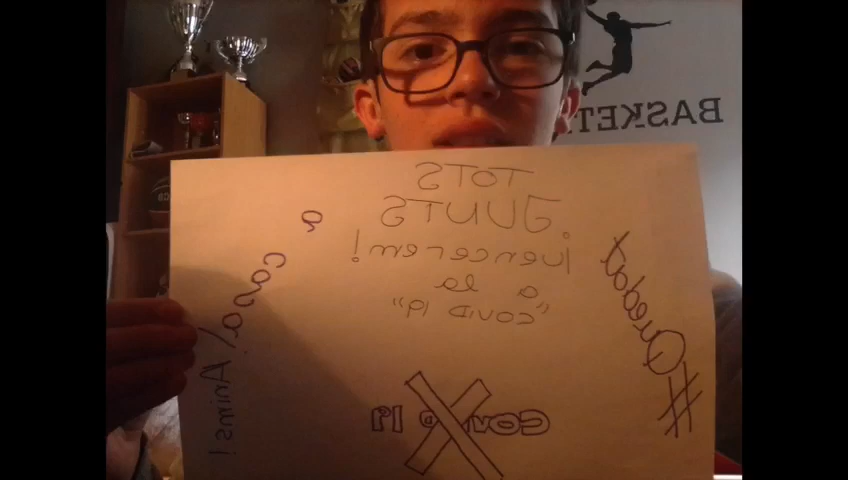 BASKET
TOTS
JUNTS
vencerem!
a la
"COVID 19"
#Quedat
a
casa/Anims!
COVID 19